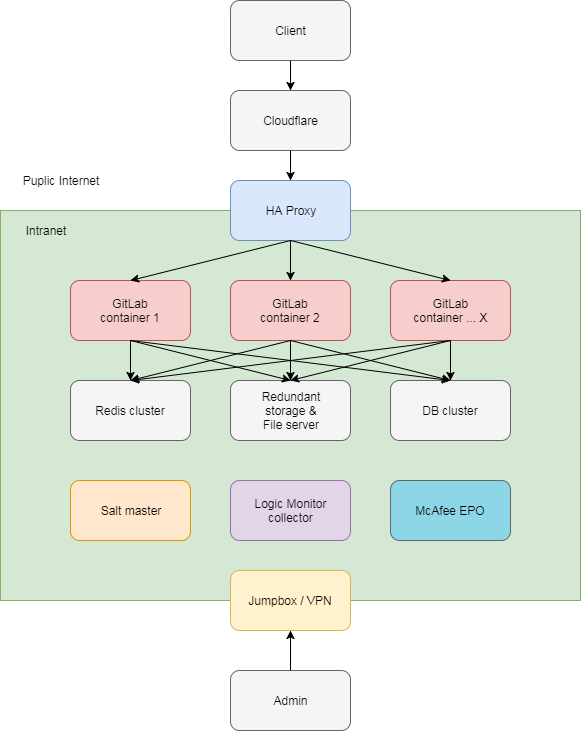 Client
Cloudflare
Puplic Internet
HA Proxy
Intranet
GitLab
container 1
GitLab
container 2
GitLab
container ... X
Redis cluster
Redundant
storage &
File server
DB cluster
Salt master
Logic Monitor
collector
McAfee EPO
Jumpbox / VPN
Admin